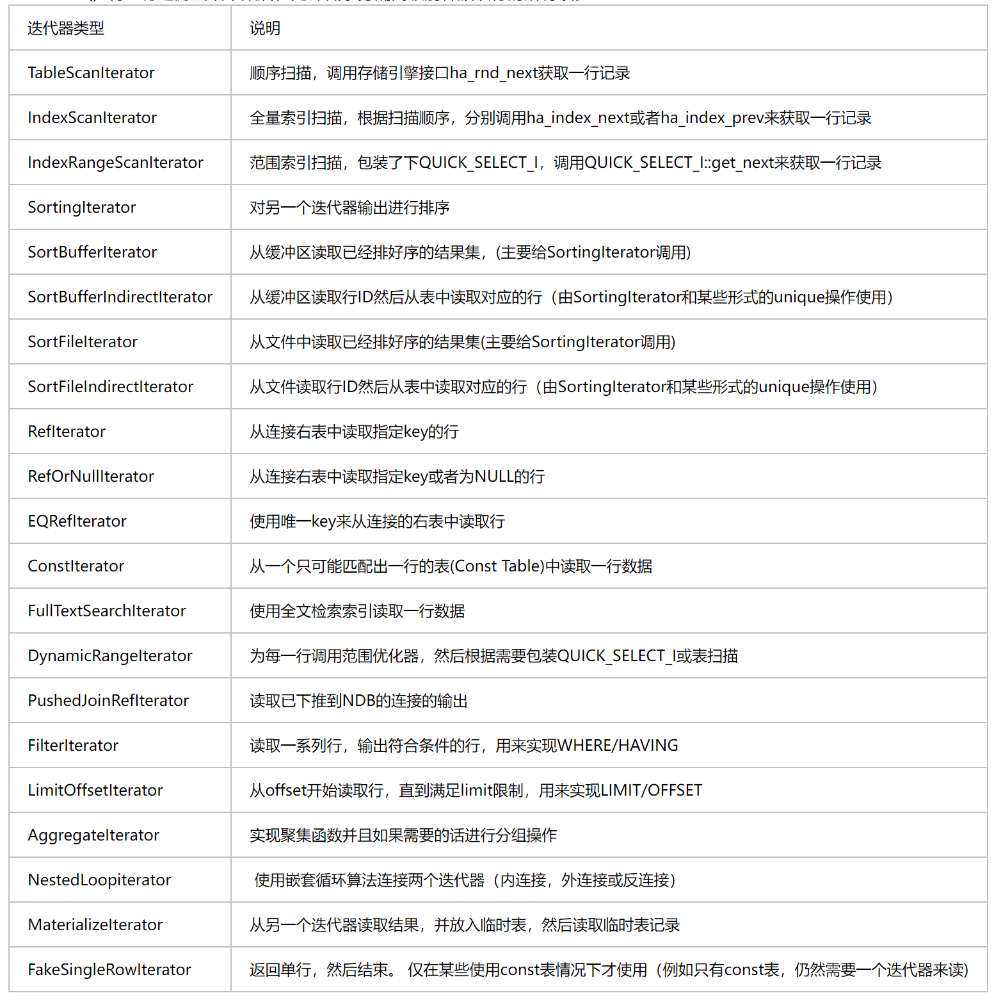 迭代器类型 说明
TableScanIterator 顺序扫描，调用存储引擎接口ha_rnd_next获取一行记录
IndexScanIterator 全量索引扫描，根据扫描顺序，分别调用ha_index_next或者ha_index_prev来获取一行记录
IndexRangeScanIterator 范围索引扫描，包装了下QUICK_SELECT_I，调用QUICK_SELECT_I::get_next来获取一行记录
SortingIterator 对另一个迭代器输出进行排序
SortBufferIterator 从缓冲区读取已经排好序的结果集，(主要给SortingIterator调用)
SortBufferIndirectIterator 从缓冲区读取行ID然后从表中读取对应的行（由SortingIterator和某些形式的unique操作使用）
SortFileIterator 从文件中读取已经排好序的结果集(主要给SortingIterator调用)
SortFileIndirectIterator 从文件读取行ID然后从表中读取对应的行（由SortingIterator和某些形式的unique操作使用）
RefIterator 从连接右表中读取指定key的行
RefOrNullIterator 从连接右表中读取指定key或者为NULL的行
EQRefIterator 使用唯一key来从连接的右表中读取行
ConstIterator 从一个只可能匹配出一行的表(Const Table)中读取一行数据
FullTextSearchIterator 使用全文检索索引读取一行数据
DynamicRangeIterator 为每一行调用范围优化器，然后根据需要包装QUICK_SELECT_I或表扫描
PushedJoinRefIterator 读取已下推到NDB的连接的输出
FilterIterator 读取一系列行，输出符合条件的行，用来实现WHERE/HAVING
LimitOffsetIterator 从offset开始读取行，直到满足limit限制，用来实现LIMIT/OFFSET
AggregateIterator 实现聚集函数并且如果需要的话进行分组操作
NestedLoopiterator 使用嵌套循环算法连接两个迭代器（内连接，外连接或反连接）
MaterializeIterator 从另一个迭代器读取结果，并放入临时表，然后读取临时表记录
FakeSingleRowIterator 返回单行，然后结束。 仅在某些使用const表情况下才使用（例如只有const表，仍然需要一个迭代器来读)